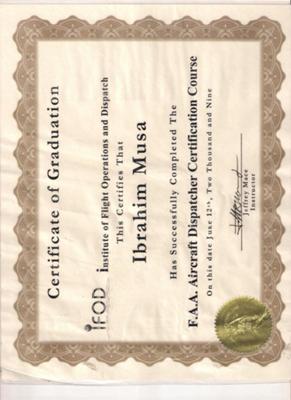 Certificate of Graduation
IFOD
Institute of Flight Operations and Dispatch
This Certifies That
Ibrahim Musa
Has Successfully Completed The
F.A.A. Aircraft Dispatcher Certification Course
On this date June 12th, Two Thousand and Nine
Jeffrey Mace
Instructor